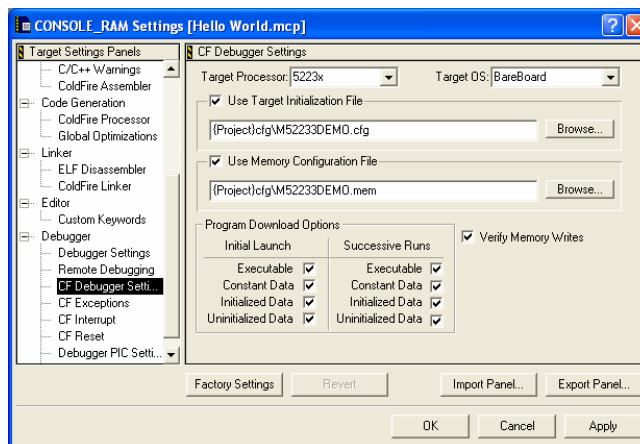 CONSOLE_RAM Settings [Hello World.mcp]
Target Settings Panels
C/C++ Warnings
ColdFire Assembler
Code Generation
ColdFire Processor
Global Optimizations
Linker
ELF Disassembler
ColdFire Linker
Editor
Custom Keywords
Debugger
Debugger Settings
Remote Debugging
CF Debugger Setti...
CF Exceptions
CF Interrupt
CF Reset
Debugger PIC Setti...
CF Debugger Settings
Target Processor: 5223x Target OS: BareBoard
Use Target Initialization File
{Project}cfg\M52233DEMO.cfg Browse...
Use Memory Configuration File
{Project}cfg\M52233DEMO.mem Browse...
Program Download Options
Initial Launch Successive Runs
Executable Executable
Constant Data Constant Data
Initialized Data Initialized Data
Uninitialized Data Uninitialized Data
Verify Memory Writes
Factory Settings Revert Import Panel... Export Panel...
OK Cancel Apply